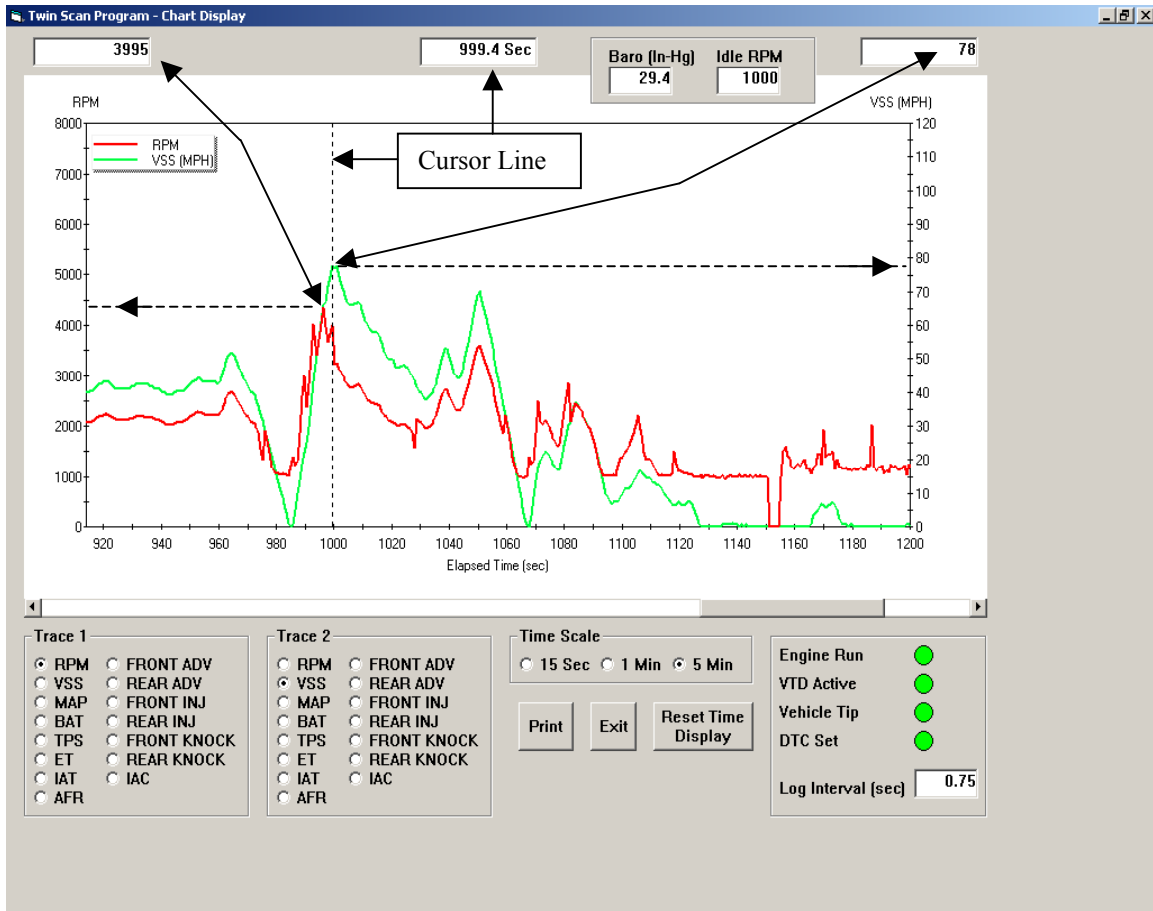 Twin Scan Program - Chart Display
3995
999.4 Sec
Baro (In-Hg) Idle RPM
29.4 1000
78
RPM
VSS (MPH)
8000
7000
6000
5000
4000
3000
2000
1000
0
120
110
100
90
80
70
60
50
40
30
20
10
0
RPM
VSS (MPH)
Cursor Line
920 940 960 980 1000 1020 1040 1060 1080 1100 1120 1140 1160 1180 1200
Elapsed Time (sec)
Trace 1
RPM FRONT ADV
VSS REAR ADV
MAP FRONT INJ
BAT REAR INJ
TPS FRONT KNOCK
ET REAR KNOCK
IAT IAC
AFR
Trace 2
RPM FRONT ADV
VSS REAR ADV
MAP FRONT INJ
BAT REAR INJ
TPS FRONT KNOCK
ET REAR KNOCK
IAT IAC
AFR
Time Scale
15 Sec 1 Min 5 Min
Print
Exit
Reset Time
Display
Engine Run
VTD Active
Vehicle Tip
DTC Set
Log Interval (sec) 0.75